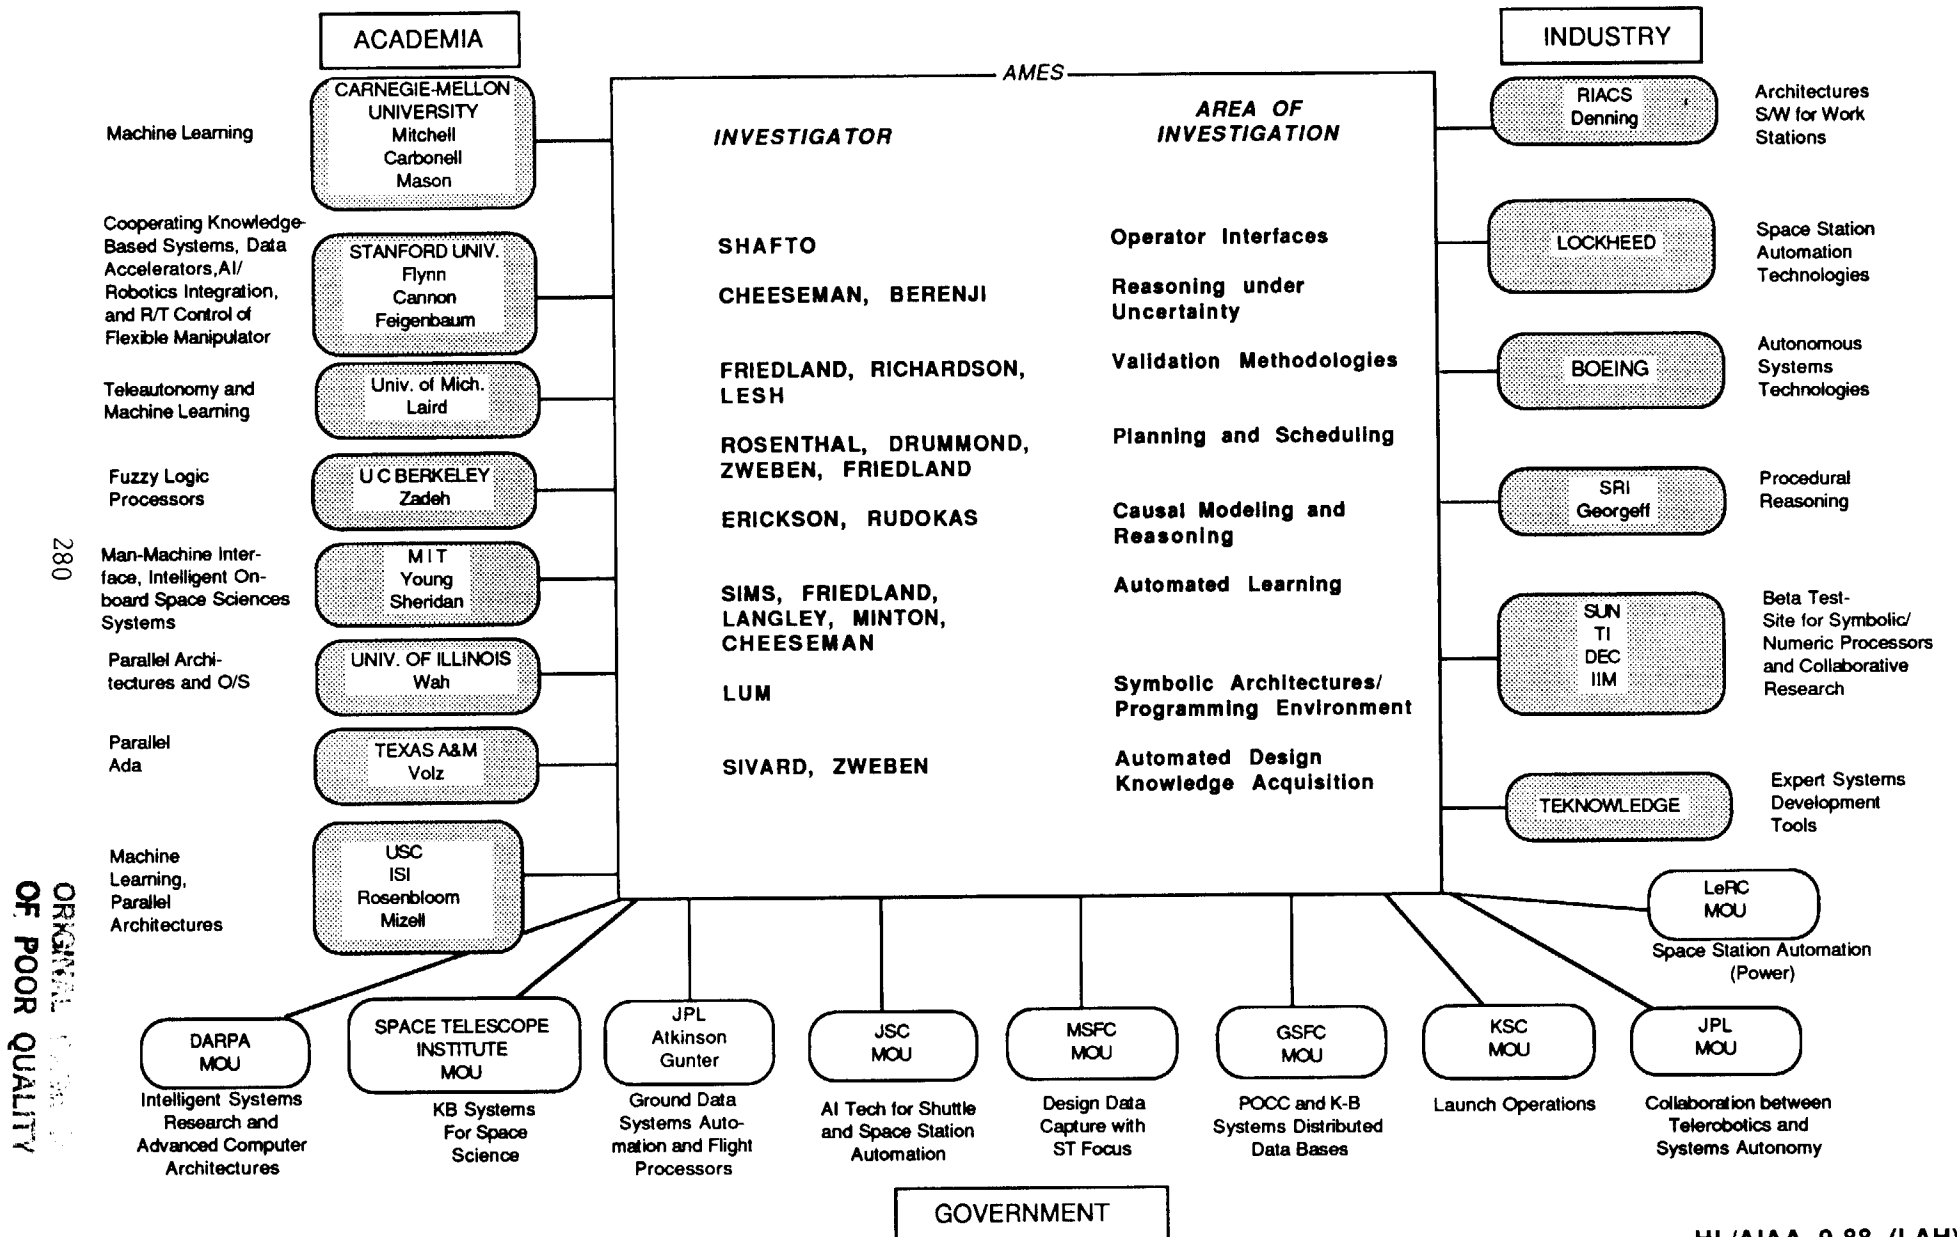 ACADEMIA
INDUSTRY
AMES
Machine Learning
CARNEGIE-MELLON
UNIVERSITY
Mitchell
Carbonell
Mason
Cooperating Knowledge-
Based Systems, Data
Accelerators,AI/
Robotics Integration,
and R/T Control of
Flexible Manipulator
STANFORD UNIV.
Flynn
Cannon
Feigenbaum
Teleautonomy and
Machine Learning
Univ. of Mich.
Laird
Fuzzy Logic
Processors
U C BERKELEY
Zadeh
Man-Machine Inter-
face, Intelligent On-
board Space Sciences
Systems
M I T
Young
Sheridan
Parallel Archi-
tectures and O/S
UNIV. OF ILLINOIS
Wah
Parallel
Ada
TEXAS A&M
Volz
Machine
Learning,
Parallel
Architectures
USC
ISI
Rosenbloom
Mizell
INVESTIGATOR
AREA OF
INVESTIGATION
SHAFTO
Operator Interfaces
CHEESEMAN, BERENJI
Reasoning under
Uncertainty
FRIEDLAND, RICHARDSON,
LESH
Validation Methodologies
ROSENTHAL, DRUMMOND,
ZWEBEN, FRIEDLAND
Planning and Scheduling
ERICKSON, RUDOKAS
Causal Modeling and
Reasoning
SIMS, FRIEDLAND,
LANGLEY, MINTON,
CHEESEMAN
Automated Learning
LUM
Symbolic Architectures/
Programming Environment
SIVARD, ZWEBEN
Automated Design
Knowledge Acquisition
RIACS
Denning
Architectures
S/W for Work
Stations
LOCKHEED
Space Station
Automation
Technologies
BOEING
Autonomous
Systems
Technologies
SRI
Georgeff
Procedural
Reasoning
SUN
TI
DEC
IIM
Beta Test-
Site for Symbolic/
Numeric Processors
and Collaborative
Research
TEKNOWLEDGE
Expert Systems
Development
Tools
LeRC
MOU
Space Station Automation
(Power)
DARPA
MOU
Intelligent Systems
Research and
Advanced Computer
Architectures
SPACE TELESCOPE
INSTITUTE
MOU
KB Systems
For Space
Science
JPL
Atkinson
Gunter
Ground Data
Systems Auto-
mation and Flight
Processors
JSC
MOU
AI Tech for Shuttle
and Space Station
Automation
MSFC
MOU
Design Data
Capture with
ST Focus
GSFC
MOU
POCC and K-B
Systems Distributed
Data Bases
KSC
MOU
Launch Operations
JPL
MOU
Collaboration between
Telerobotics and
Systems Autonomy
GOVERNMENT
280
ORIGINAL
OF POOR QUALITY